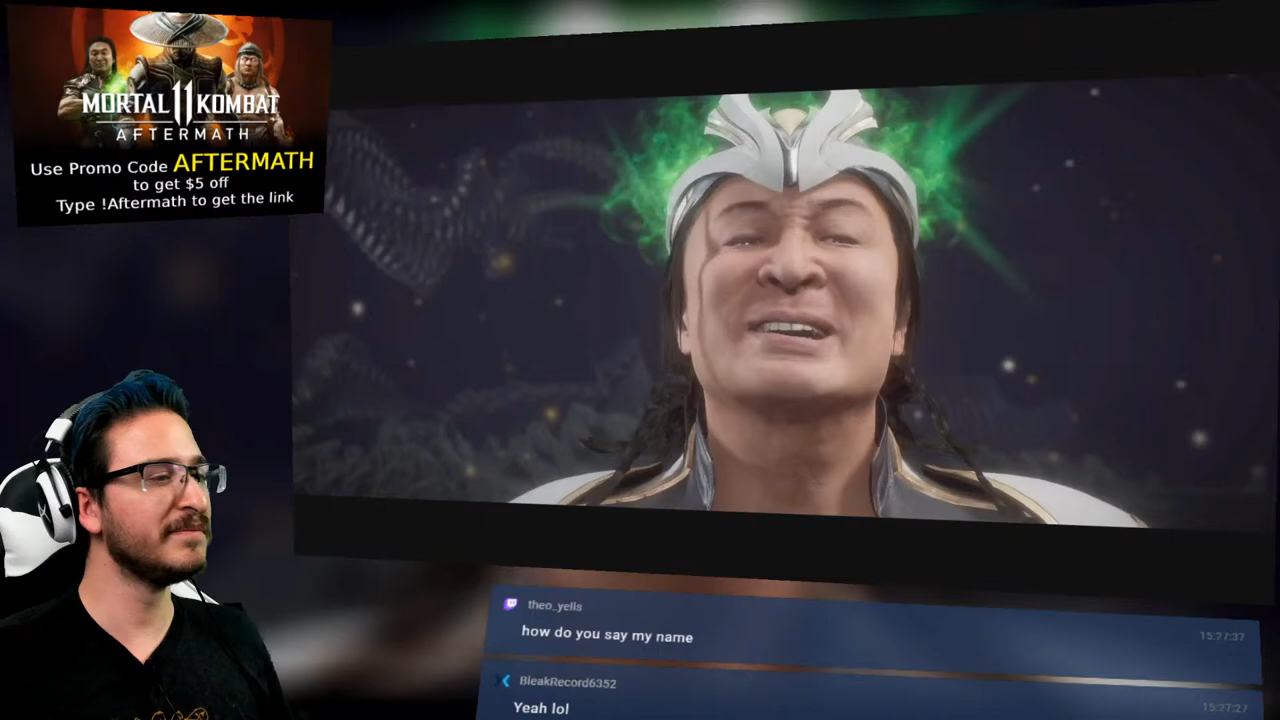 MORTAL 11 KOMBAT
AFTERMATH
Use Promo Code AFTERMATH
to get $5 off
Type !Aftermath to get the link
theo_yells
how do you say my name
15:27:37
BleakRecord6352
Yeah lol
15:27:27